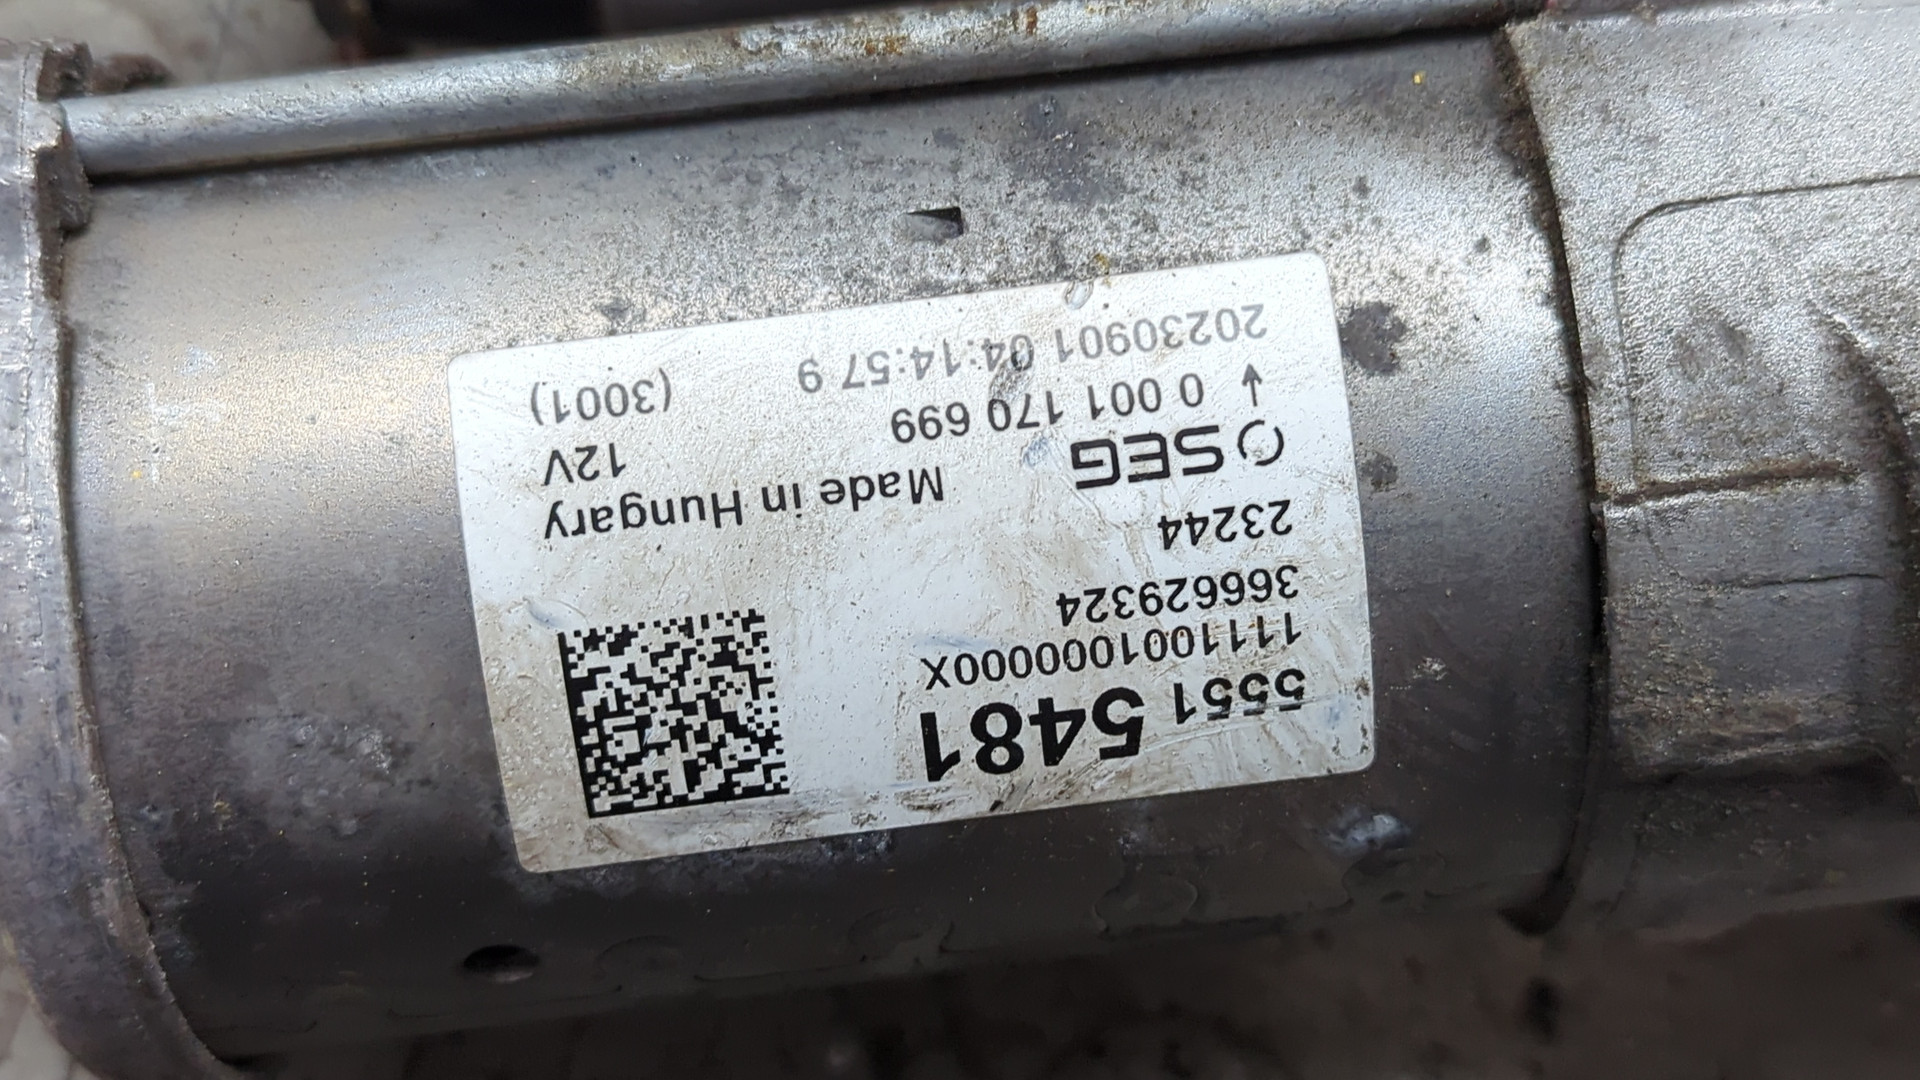 5551 5481
1111001000000X
366629324
23244
SEG Made in Hungary
0 001 170 699 12V
20230901 04:14:57 9 (3001)